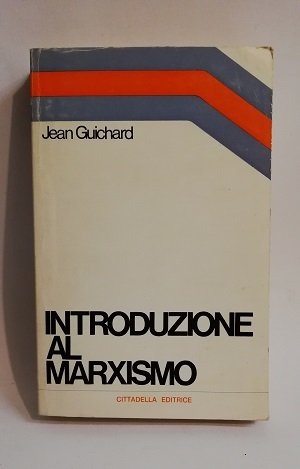 Jean Guichard
INTRODUZIONE
AL
MARXISMO
CITTADELLA EDITRICE